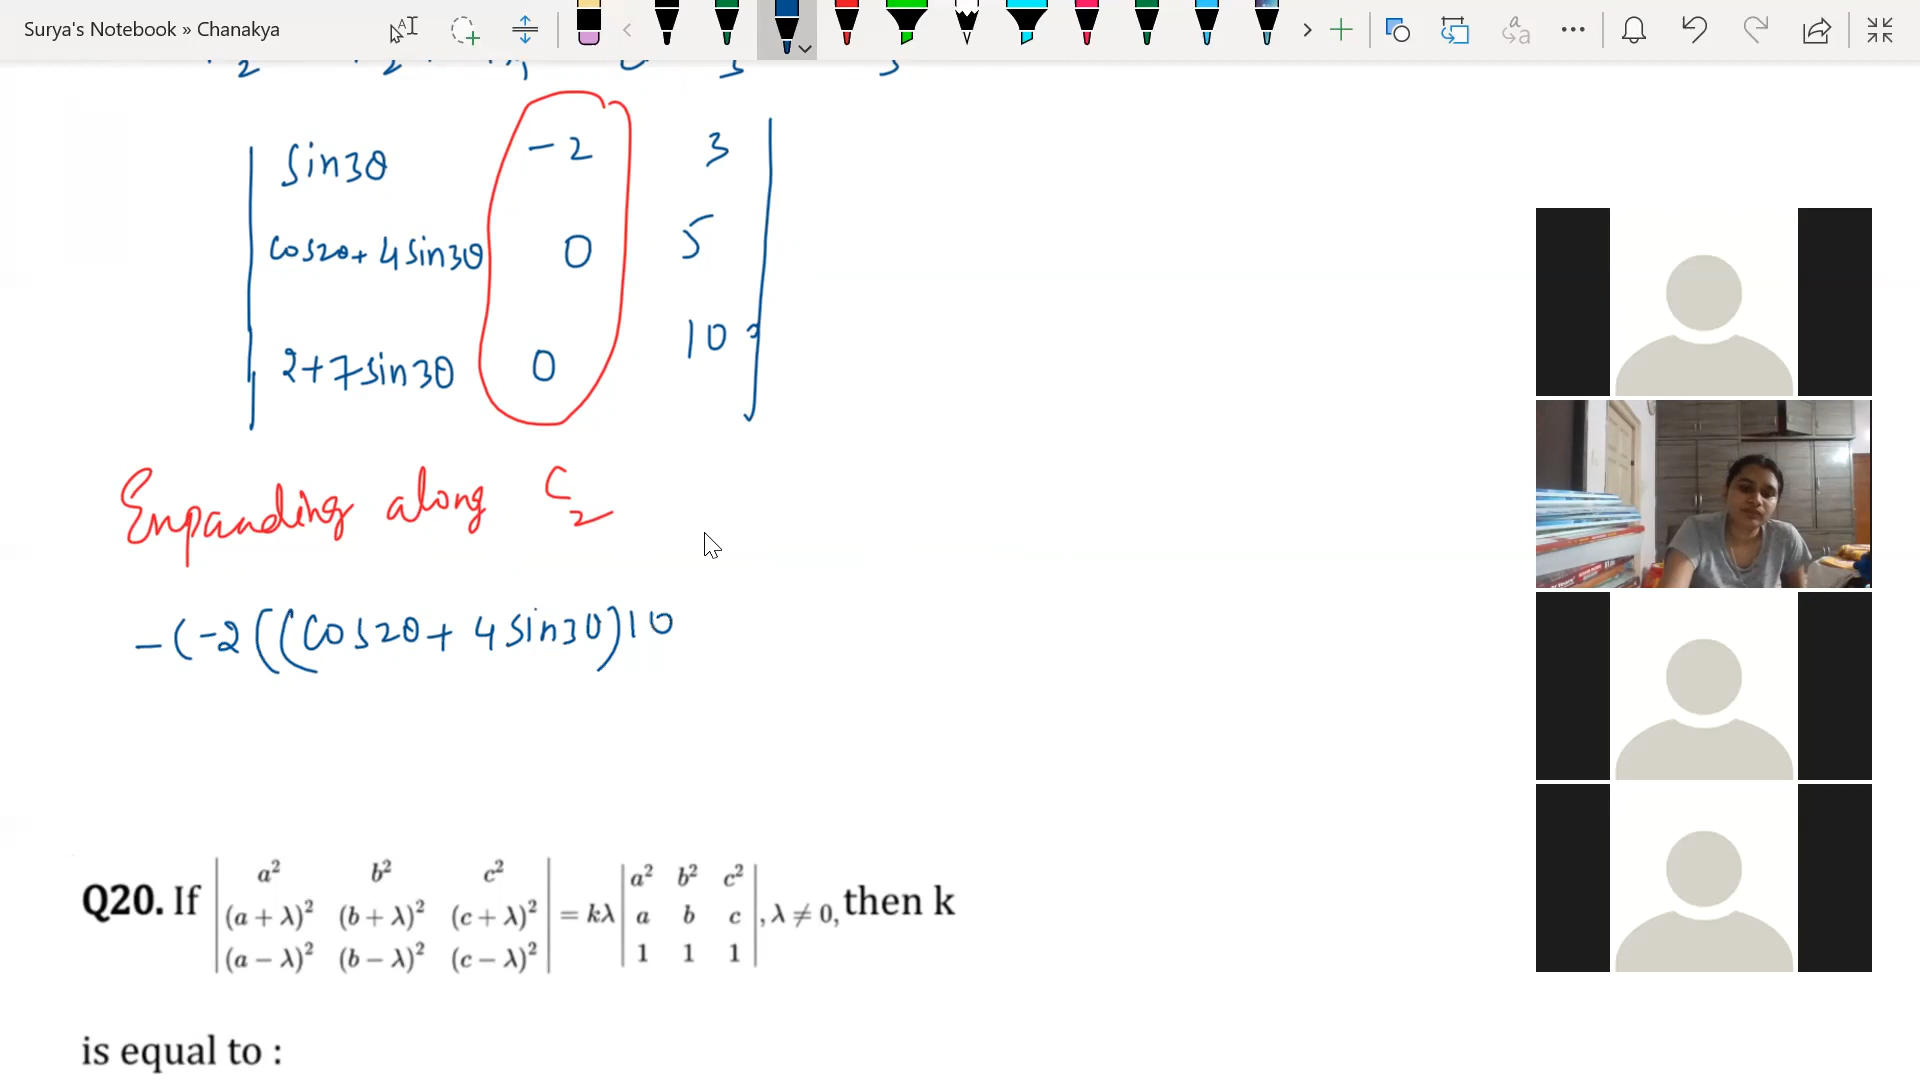 Surya's Notebook » Chanakya
sin3θ -2 3
cos2θ+ 4sin3θ 0 5
2+7sin3θ 0 10
Expanding along C₂
-(-2((cos2θ+ 4sin3θ)10
Q20. If | a² b² c² |
| (a + λ)² (b + λ)² (c + λ)² |
| (a − λ)² (b − λ)² (c − λ)² |
= kλ | a² b² c² |
| a b c |
| 1 1 1 |
, λ ≠ 0, then k
is equal to :